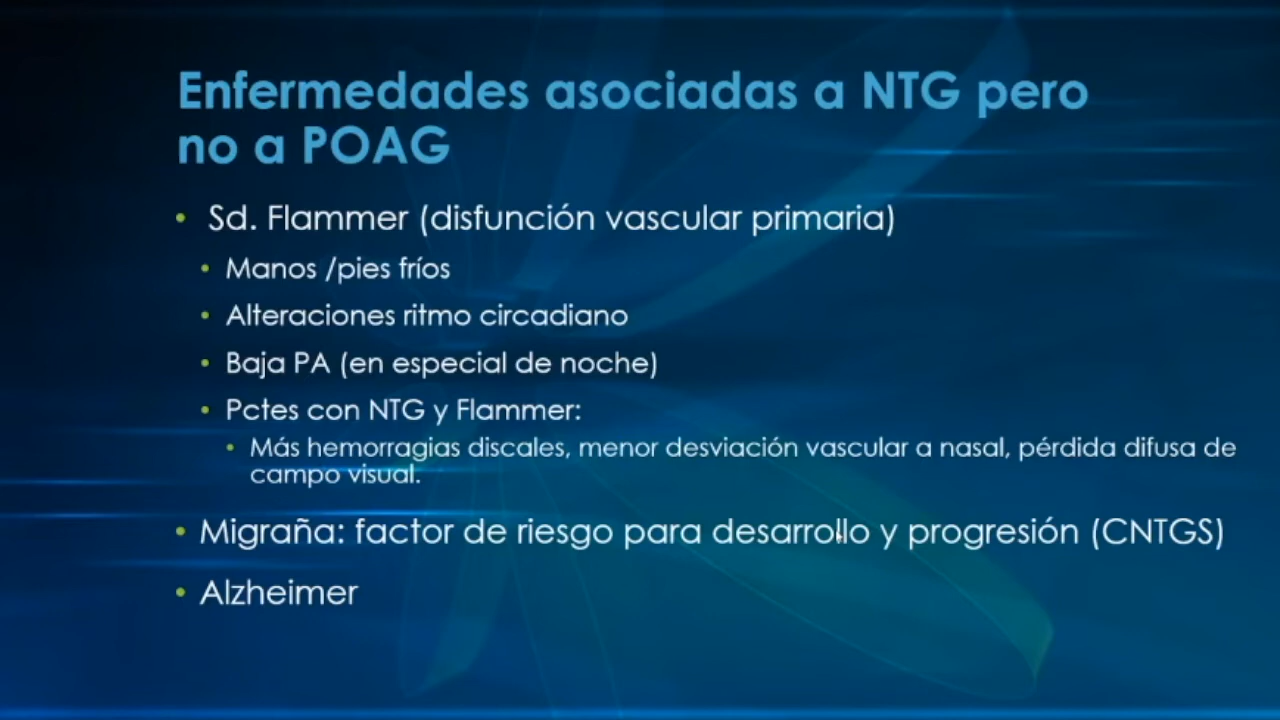 Enfermedades asociadas a NTG pero
no a POAG
• Sd. Flammer (disfunción vascular primaria)
• Manos /pies fríos
• Alteraciones ritmo circadiano
• Baja PA (en especial de noche)
• Pctes con NTG y Flammer:
• Más hemorragias discales, menor desviación vascular a nasal, pérdida difusa de
campo visual.
• Migraña: factor de riesgo para desarrollo y progresión (CNTGS)
• Alzheimer